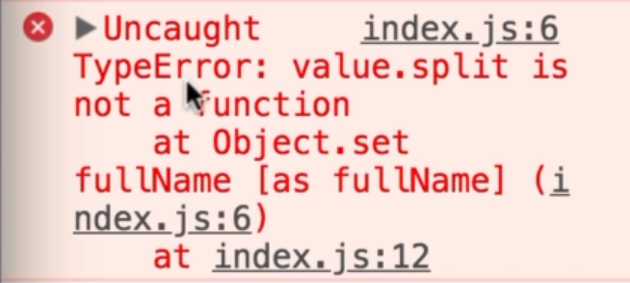 ▶Uncaught index.js:6
TypeError: value.split is
not a function
at Object.set
fullName [as fullName] (i
ndex.js:6)
at index.js:12